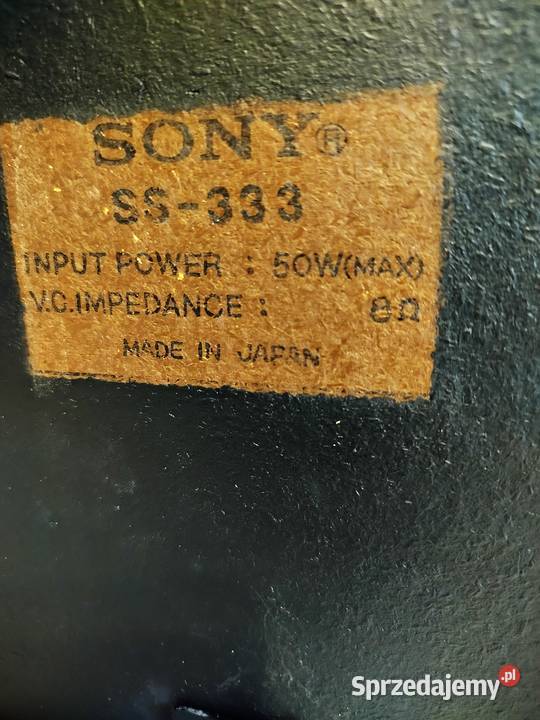 SONY®
SS-333
INPUT POWER : 50W(MAX)
V.C.IMPEDANCE : 8Ω
MADE IN JAPAN
Sprzedajemy.pl